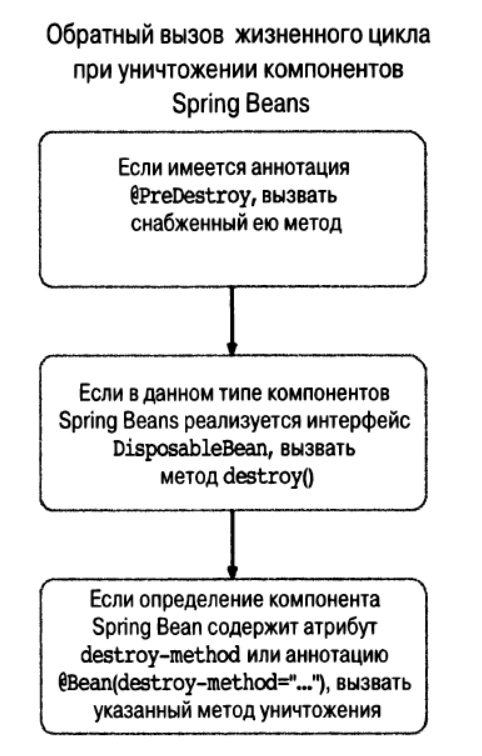 Обратный вызов жизненного цикла
при уничтожении компонентов
Spring Beans
Если имеется аннотация
@PreDestroy, вызвать
снабженный ею метод
Если в данном типе компонентов
Spring Beans реализуется интерфейс
DisposableBean, вызвать
метод destroy()
Если определение компонента
Spring Bean содержит атрибут
destroy-method или аннотацию
@Bean(destroy-method="..."), вызвать
указанный метод уничтожения